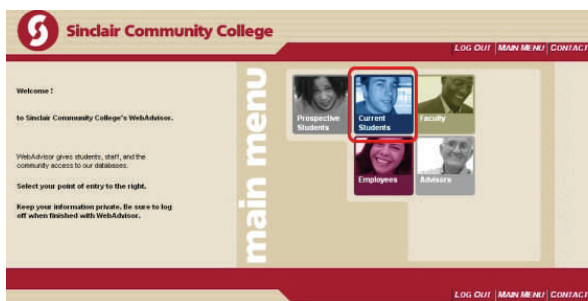 Sinclair Community College
LOG OUT MAIN MENU CONTACT
Welcome !
to Sinclair Community College's WebAdvisor.
WebAdvisor gives students, staff, and the
community access to our databases.
Select your point of entry to the right.
Keep your information private. Be sure to log
off when finished with WebAdvisor.
main menu
Prospective
Students
Current
Students
Faculty
Employees
Advisors
LOG OUT MAIN MENU CONTACT